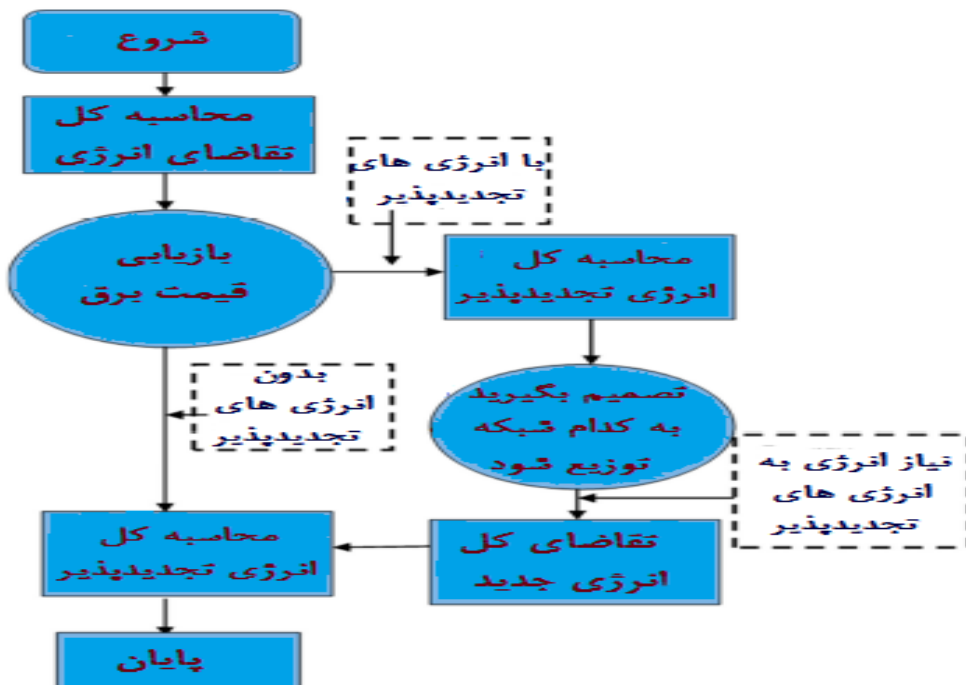 شروع
محاسبه کل
تقاضای انرژی
با انرژی های
تجدیدپذیر
بازیابی
قیمت برق
محاسبه کل
انرژی تجدیدپذیر
بدون
انرژی های
تجدیدپذیر
تصمیم بگیرید
به کدام شبکه
توزیع شود
نیاز انرژی به
انرژی های
تجدیدپذیر
تقاضای کل
انرژی جدید
محاسبه کل
انرژی تجدیدپذیر
پایان